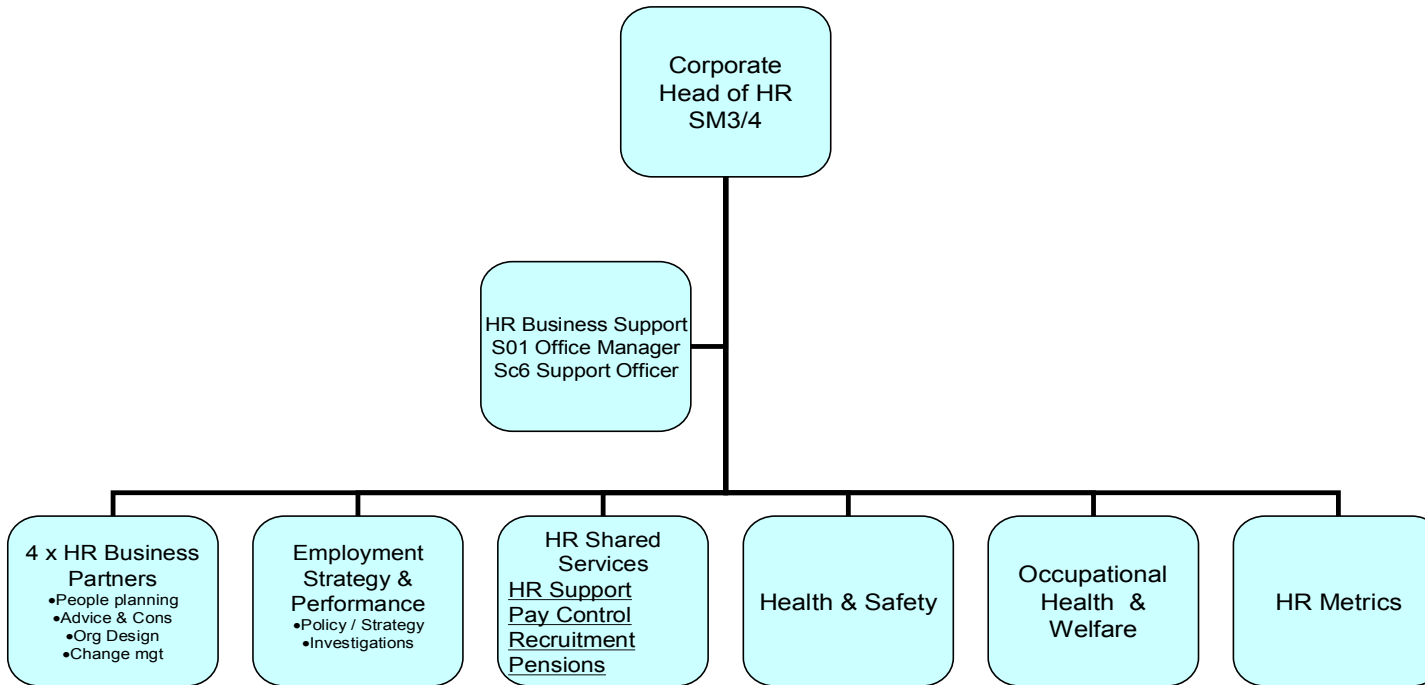 Corporate
Head of HR
SM3/4
HR Business Support
S01 Office Manager
Sc6 Support Officer
4 x HR Business
Partners
•People planning
•Advice & Cons
•Org Design
•Change mgt
Employment
Strategy &
Performance
•Policy / Strategy
•Investigations
HR Shared
Services
HR Support
Pay Control
Recruitment
Pensions
Health & Safety
Occupational
Health &
Welfare
HR Metrics